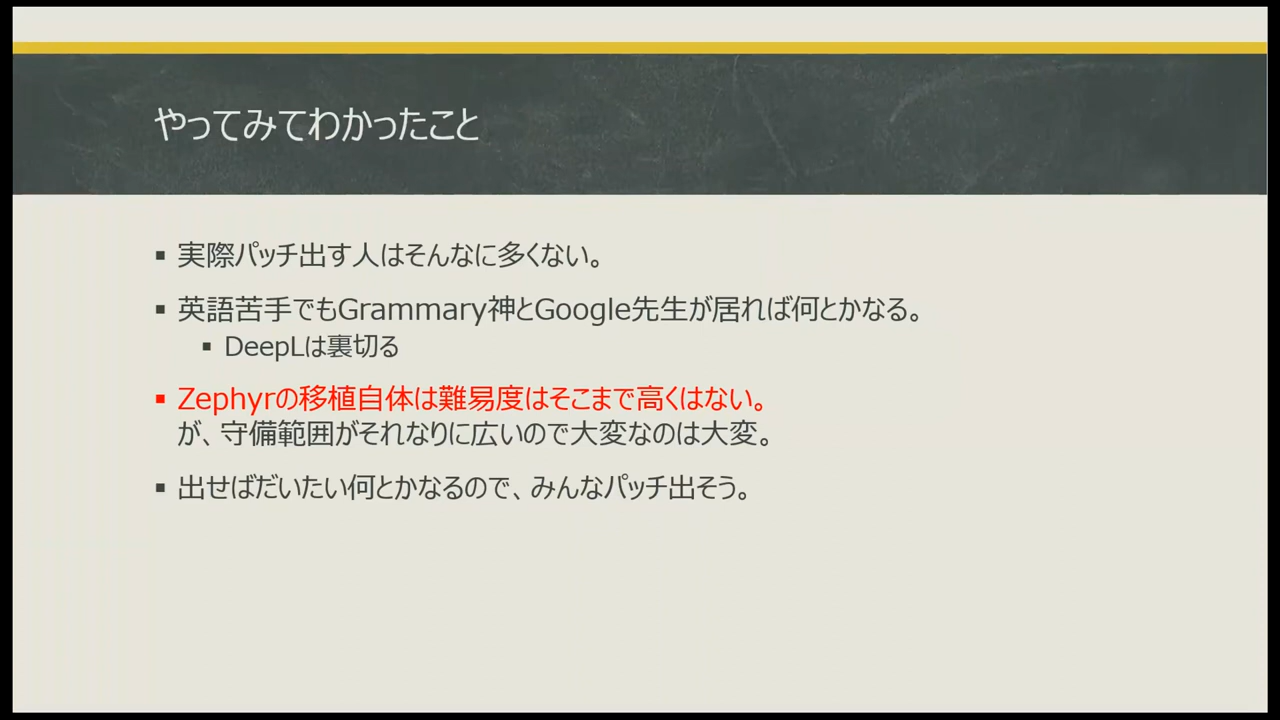 やってみてわかったこと
▪ 実際パッチ出す人はそんなに多くない。
▪ 英語苦手でもGrammary神とGoogle先生が居れば何とかなる。
▪ DeepLは裏切る
▪ Zephyrの移植自体は難易度はそこまで高くはない。
が、守備範囲がそれなりに広いので大変なのは大変。
▪ 出せばだいたい何とかなるので、みんなパッチ出そう。